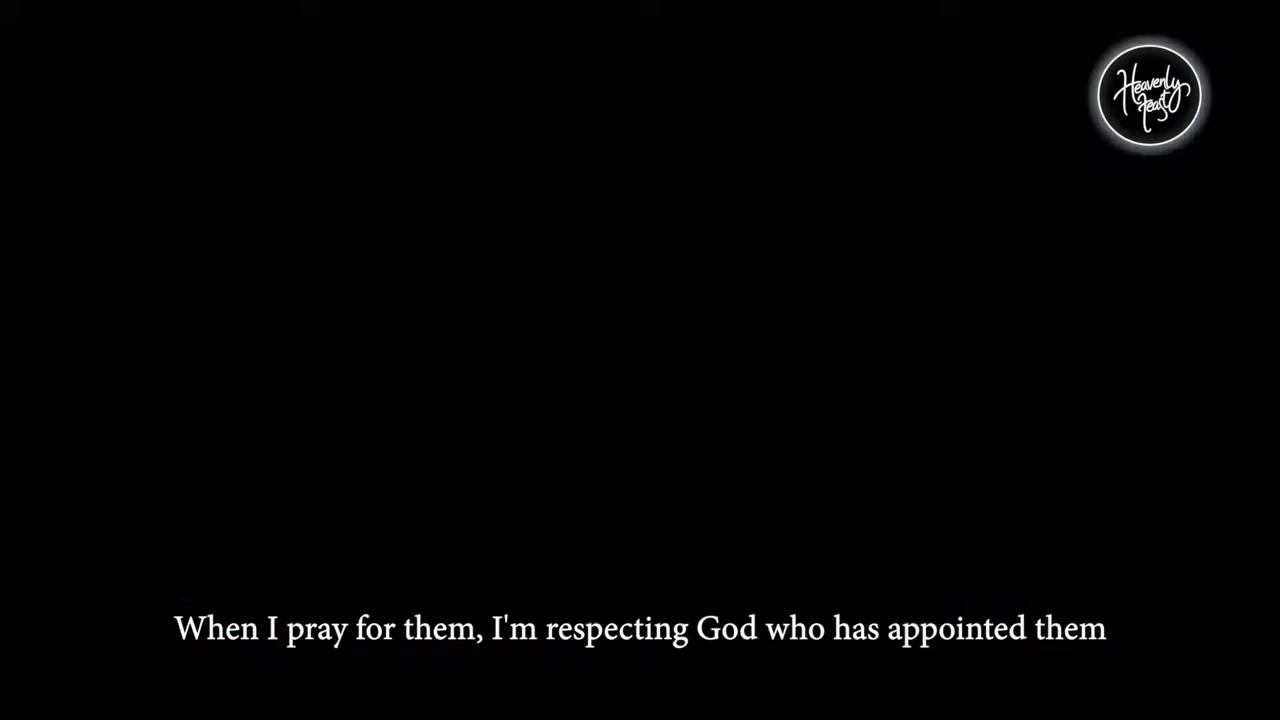 Heavenly
feast
When I pray for them, I'm respecting God who has appointed them